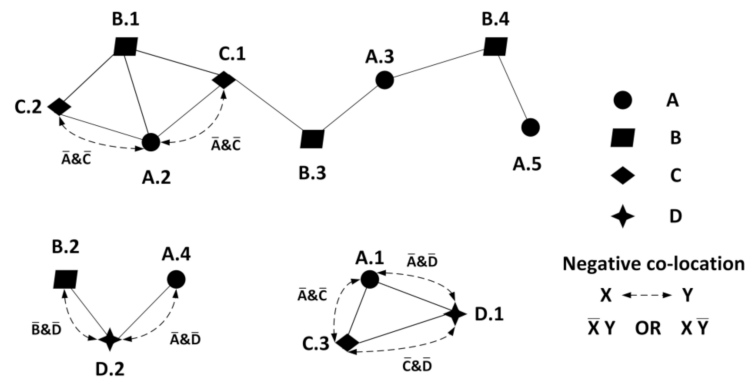 B.1
B.4
C.1
A.3
A
C.2
B
A̅&C̅
A̅&C̅
A.2
B.3
A.5
C
D
B.2
A.4
A.1
A̅&D̅
Negative co-location
A̅&C̅
X Y
D.1
B̅&D̅
A̅&D̅
X̅ Y OR X Y̅
C.3
D.2
C̅&D̅